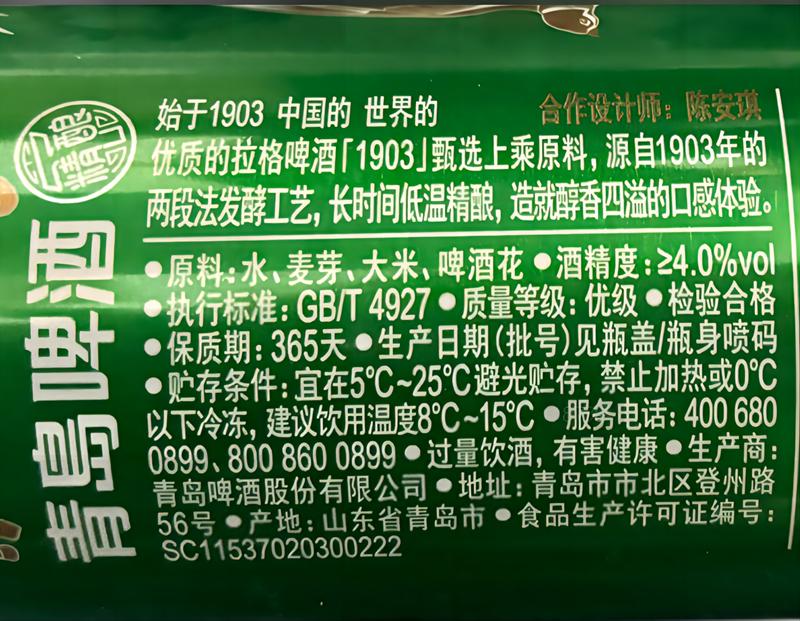 始于1903 中国的 世界的
合作设计师：陈安琪
优质的拉格啤酒「1903」甄选上乘原料，源自1903年的
两段法发酵工艺，长时间低温精酿，造就醇香四溢的口感体验。
●原料：水、麦芽、大米、啤酒花 ●酒精度：≥4.0%vol
●执行标准：GB/T 4927 ●质量等级：优级 ●检验合格
●保质期：365天 ●生产日期(批号)见瓶盖/瓶身喷码
●贮存条件：宜在5℃~25℃避光贮存，禁止加热或0℃
以下冷冻，建议饮用温度8℃~15℃ ●服务电话：400 680
0899、800 860 0899 ●过量饮酒，有害健康 ●生产商：
青岛啤酒股份有限公司 ●地址：青岛市市北区登州路
56号 ●产地：山东省青岛市 ●食品生产许可证编号：
SC11537020300222
青岛啤酒